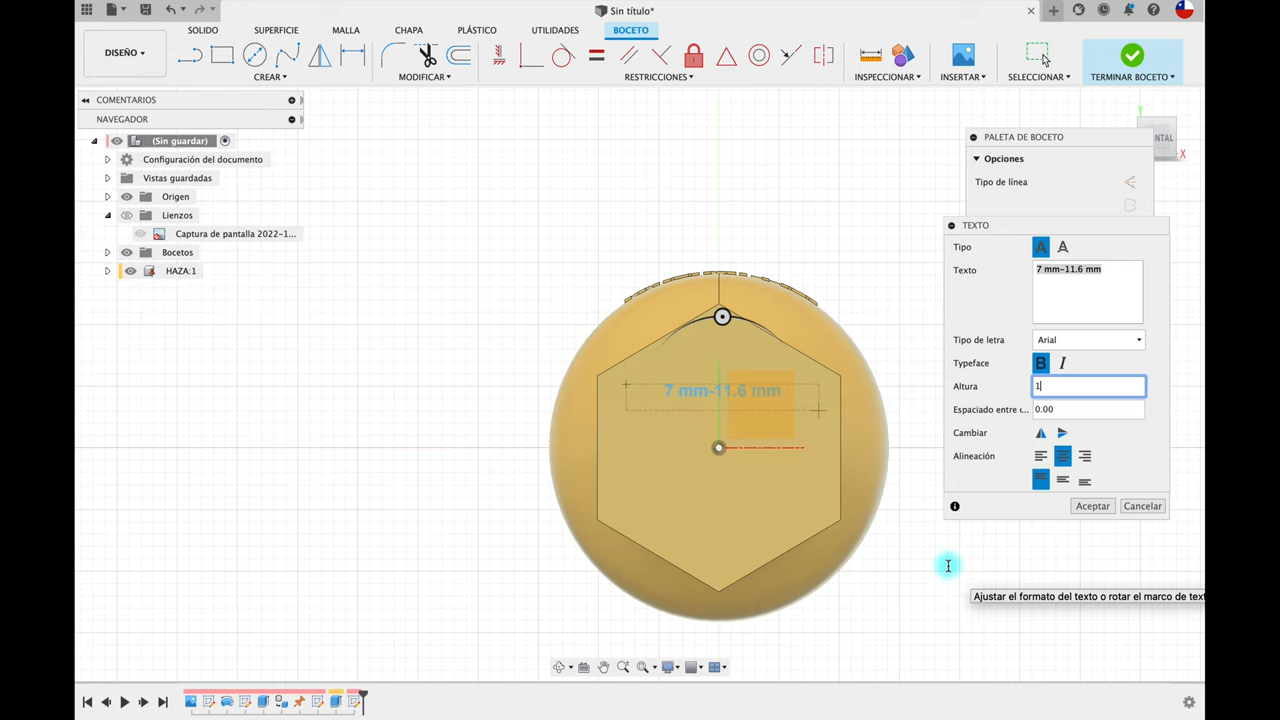 Sin título*
SOLIDO
SUPERFICIE
MALLA
CHAPA
PLÁSTICO
UTILIDADES
BOCETO
DISEÑO
CREAR
MODIFICAR
RESTRICCIONES
INSPECCIONAR
INSERTAR
SELECCIONAR
TERMINAR BOCETO
COMENTARIOS
NAVEGADOR
(Sin guardar)
Configuración del documento
Vistas guardadas
Origen
Lienzos
Captura de pantalla 2022-1...
Bocetos
HAZA:1
Y
NTAL
X
PALETA DE BOCETO
Opciones
Tipo de línea
TEXTO
Tipo
A A
Texto
7 mm-11.6 mm
Tipo de letra
Arial
Typeface
B I
Altura
1
Espaciado entre c...
0.00
Cambiar
Alineación
Aceptar
Cancelar
7 mm-11.6 mm
Ajustar el formato del texto o rotar el marco de text